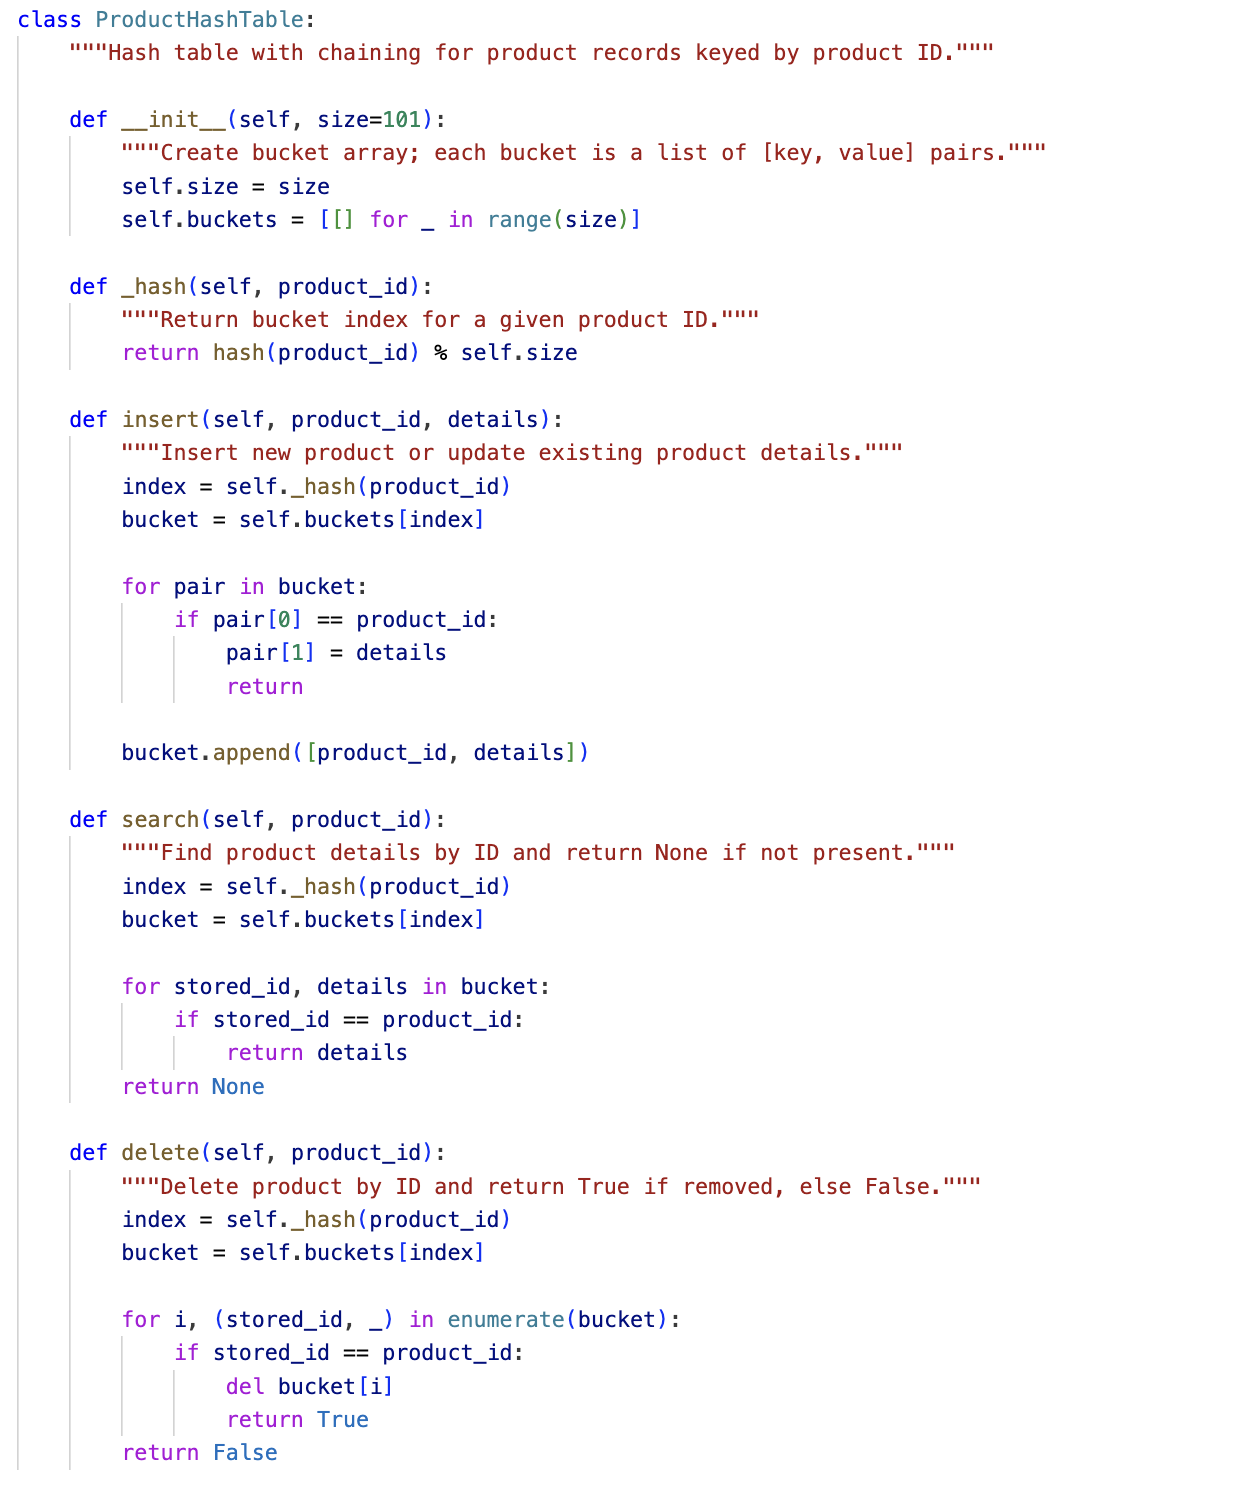 class ProductHashTable:
    """Hash table with chaining for product records keyed by product ID."""

    def __init__(self, size=101):
        """Create bucket array; each bucket is a list of [key, value] pairs."""
        self.size = size
        self.buckets = [[] for _ in range(size)]

    def _hash(self, product_id):
        """Return bucket index for a given product ID."""
        return hash(product_id) % self.size

    def insert(self, product_id, details):
        """Insert new product or update existing product details."""
        index = self._hash(product_id)
        bucket = self.buckets[index]

        for pair in bucket:
            if pair[0] == product_id:
                pair[1] = details
                return

        bucket.append([product_id, details])

    def search(self, product_id):
        """Find product details by ID and return None if not present."""
        index = self._hash(product_id)
        bucket = self.buckets[index]

        for stored_id, details in bucket:
            if stored_id == product_id:
                return details
        return None

    def delete(self, product_id):
        """Delete product by ID and return True if removed, else False."""
        index = self._hash(product_id)
        bucket = self.buckets[index]

        for i, (stored_id, _) in enumerate(bucket):
            if stored_id == product_id:
                del bucket[i]
                return True
        return False